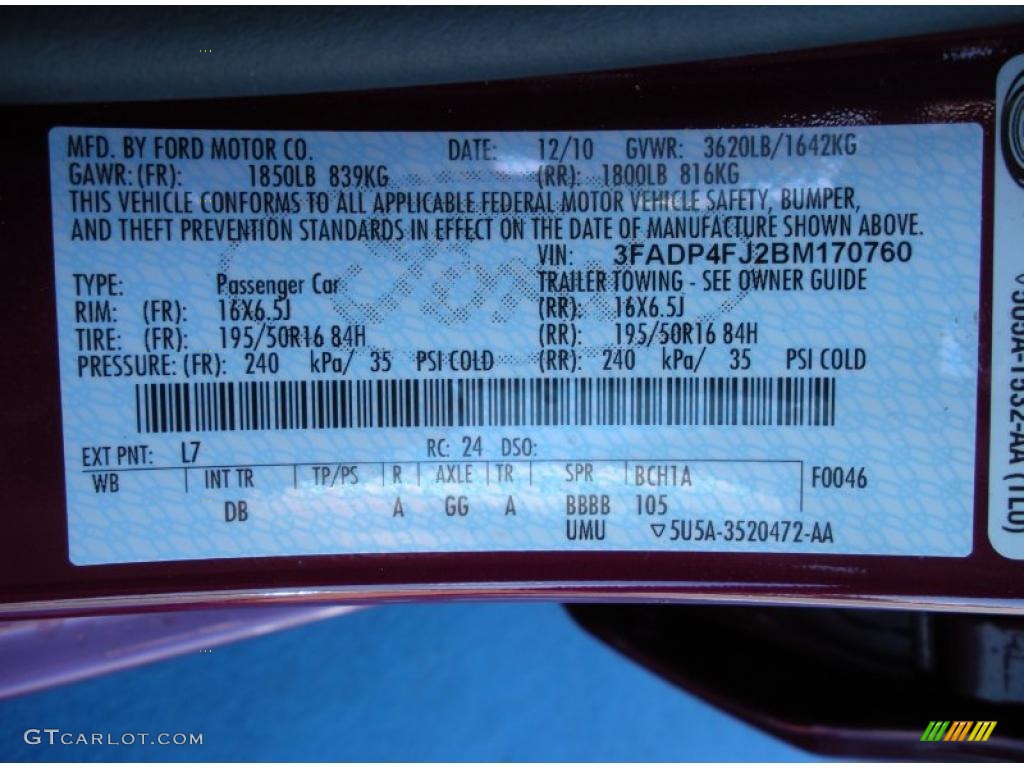 MFD. BY FORD MOTOR CO. DATE: 12/10 GVWR: 3620LB/1642KG
GAWR: (FR): 1850LB 839KG (RR): 1800LB 816KG
THIS VEHICLE CONFORMS TO ALL APPLICABLE FEDERAL MOTOR VEHICLE SAFETY, BUMPER,
AND THEFT PREVENTION STANDARDS IN EFFECT ON THE DATE OF MANUFACTURE SHOWN ABOVE.
VIN: 3FADP4FJ2BM170760
TYPE: Passenger Car TRAILER TOWING - SEE OWNER GUIDE
RIM: (FR): 16X6.5J (RR): 16X6.5J
TIRE: (FR): 195/50R16 84H (RR): 195/50R16 84H
PRESSURE: (FR): 240 kPa/ 35 PSI COLD (RR): 240 kPa/ 35 PSI COLD
EXT PNT: L7 RC: 24 DSO:
WB INT TR TP/PS R AXLE TR SPR BCH1A F0046
DB A GG A BBBB 105
UMU ▽5U5A-3520472-AA
1532-AA (1L0)
GTCARLOT.COM